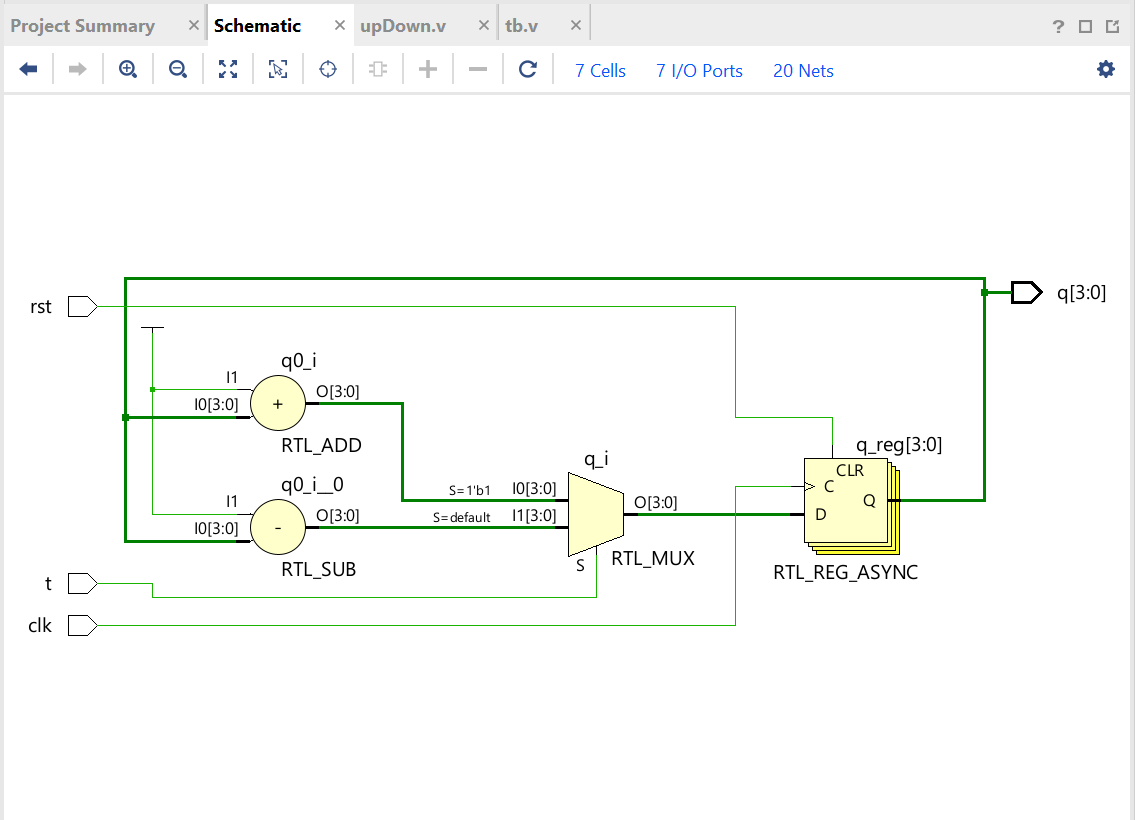 Project Summary × Schematic × upDown.v × tb.v × ?
7 Cells 7 I/O Ports 20 Nets
rst
q[3:0]
q0_i
I1
O[3:0]
I0[3:0]
+
RTL_ADD
q0_i__0
I1
O[3:0]
I0[3:0]
-
RTL_SUB
q_i
S=1'b1 I0[3:0]
O[3:0]
S=default I1[3:0]
S
RTL_MUX
q_reg[3:0]
CLR
C
Q
D
RTL_REG_ASYNC
t
clk